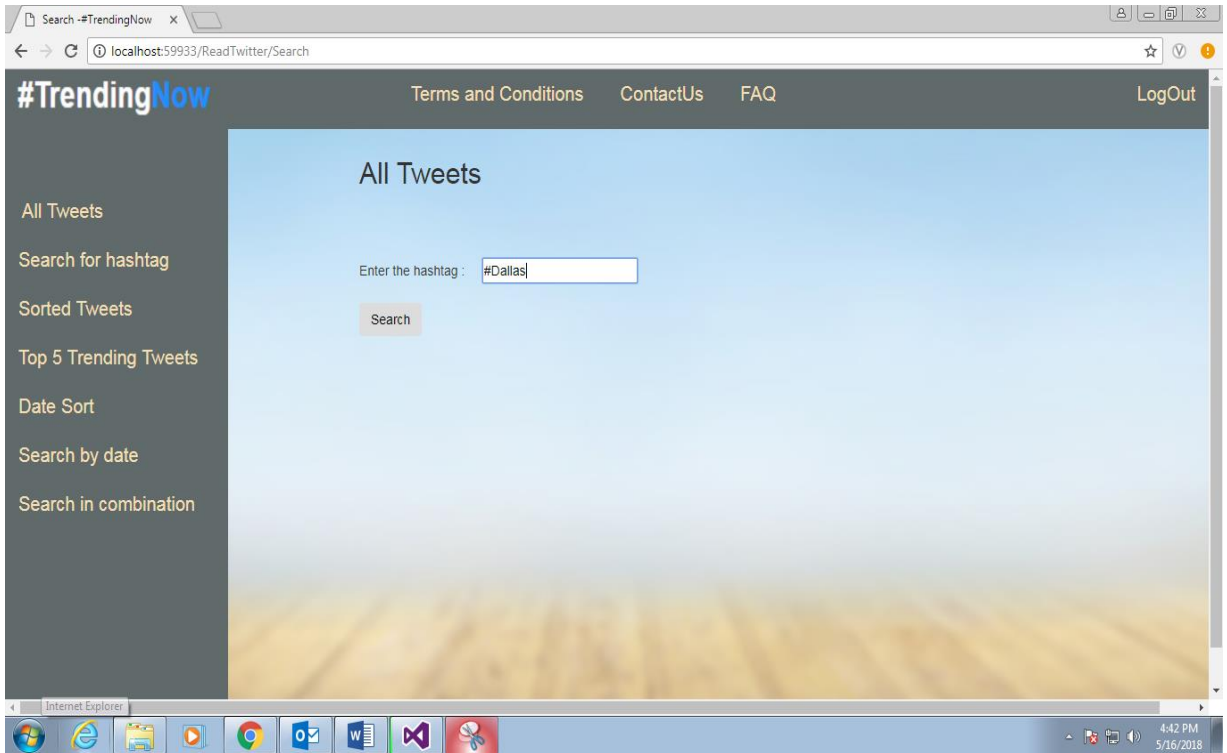 Search -#TrendingNow
localhost:59933/ReadTwitter/Search
#TrendingNow
Terms and Conditions
ContactUs
FAQ
LogOut
All Tweets
Search for hashtag
Sorted Tweets
Top 5 Trending Tweets
Date Sort
Search by date
Search in combination
All Tweets
Enter the hashtag : #Dallas
Search
Internet Explorer
4:42 PM
5/16/2018